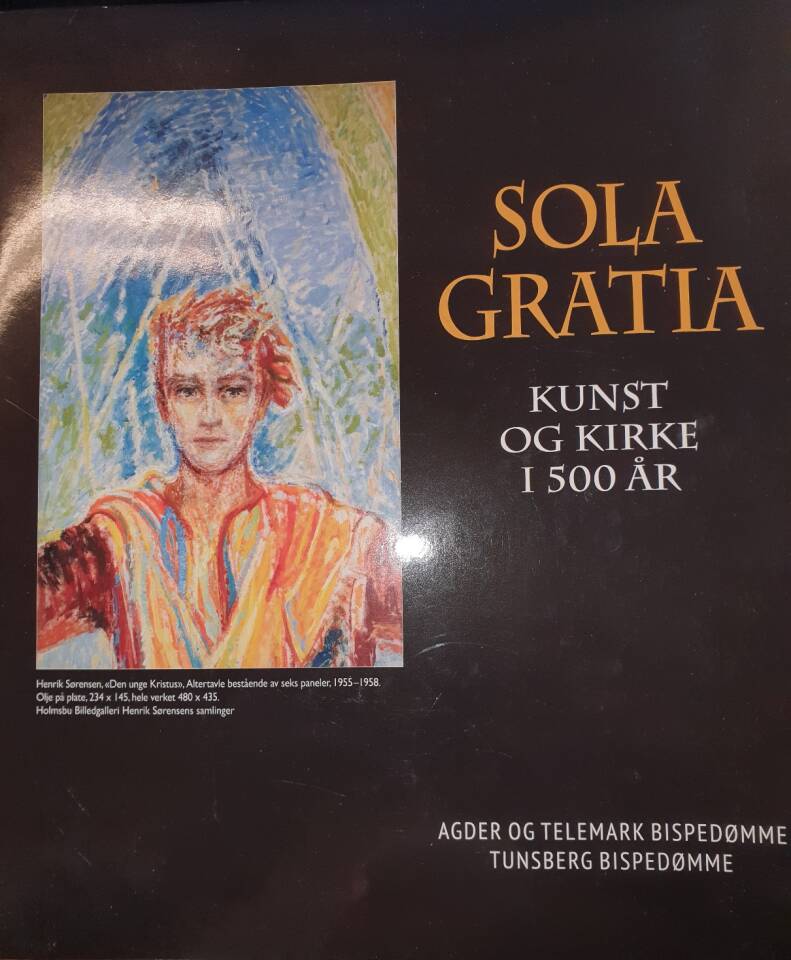 SOLA
GRATIA
KUNST
OG KIRKE
I 500 ÅR
Henrik Sørensen, «Den unge Kristus», Altertavle bestående av seks paneler, 1955–1958.
Olje på plate, 234 x 145, hele verket 480 x 435.
Holmsbu Billedgalleri Henrik Sørensens samlinger
AGDER OG TELEMARK BISPEDØMME
TUNSBERG BISPEDØMME